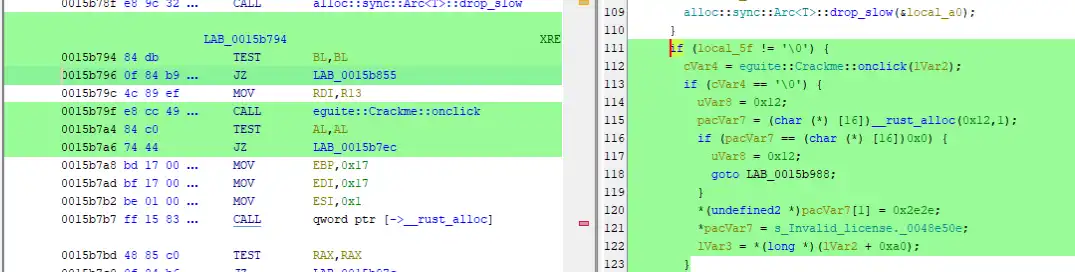 0015b78f e8 9c 32 ... CALL alloc::sync::Arc<T>::drop_slow
LAB_0015b794 XRE
0015b794 84 db TEST BL,BL
0015b796 0f 84 b9 ... JZ LAB_0015b855
0015b79c 4c 89 ef MOV RDI,R13
0015b79f e8 cc 49 ... CALL eguite::Crackme::onclick
0015b7a4 84 c0 TEST AL,AL
0015b7a6 74 44 JZ LAB_0015b7ec
0015b7a8 bd 17 00 ... MOV EBP,0x17
0015b7ad bf 17 00 ... MOV EDI,0x17
0015b7b2 be 01 00 ... MOV ESI,0x1
0015b7b7 ff 15 83 ... CALL qword ptr [->__rust_alloc]
0015b7bd 48 85 c0 TEST RAX,RAX
109 alloc::sync::Arc<T>::drop_slow(&local_a0);
110 }
111 if (local_5f != '\0') {
112 cVar4 = eguite::Crackme::onclick(lVar2);
113 if (cVar4 == '\0') {
114 uVar8 = 0x12;
115 pacVar7 = (char (*) [16])__rust_alloc(0x12,1);
116 if (pacVar7 == (char (*) [16])0x0) {
117 uVar8 = 0x12;
118 goto LAB_0015b988;
119 }
120 *(undefined2 *)pacVar7[1] = 0x2e2e;
121 *pacVar7 = s_Invalid_license._0048e50e;
122 lVar3 = *(long *)(lVar2 + 0xa0);
123 }